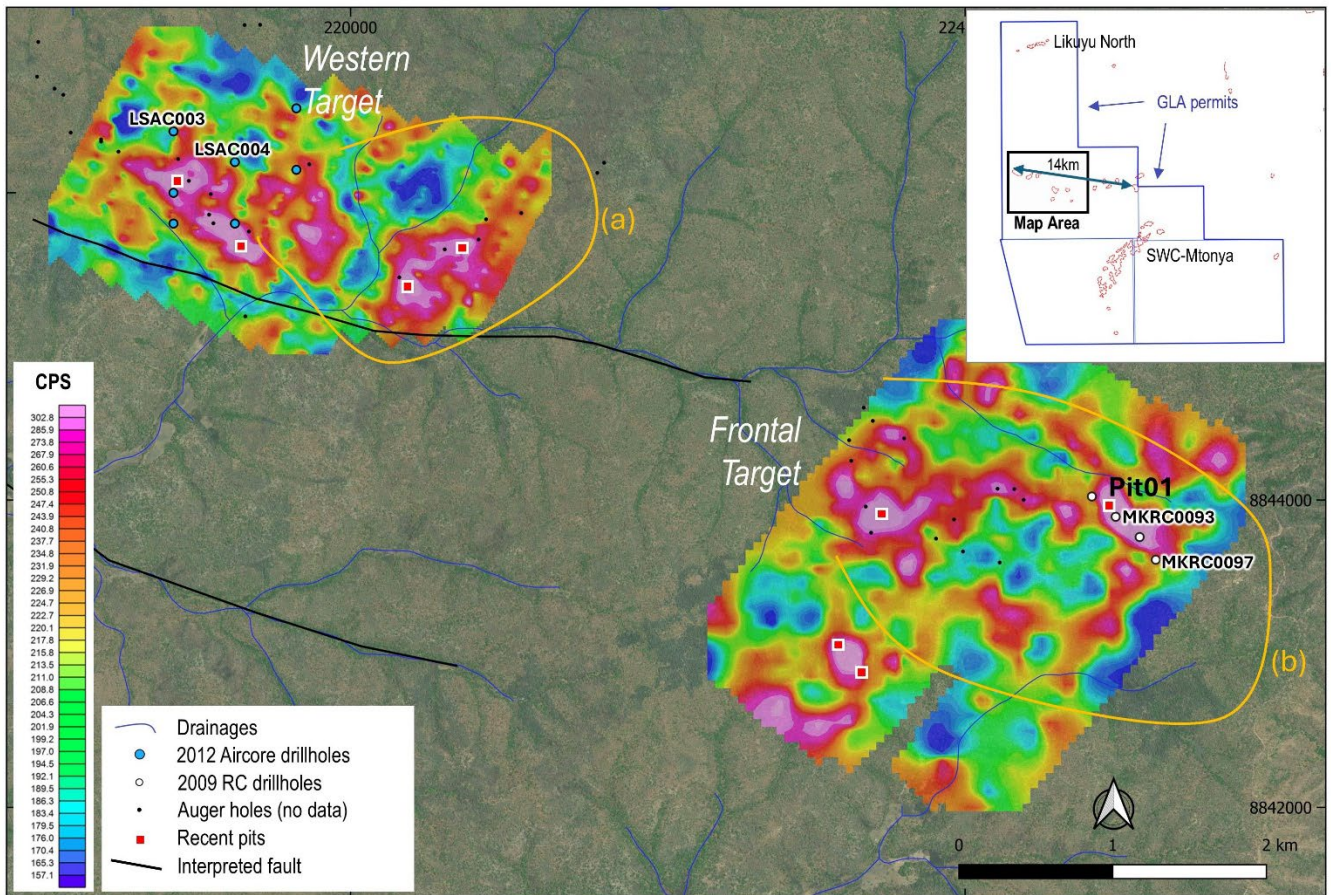 220000
224
Western
Target
LSAC003
LSAC004
(a)
Likuyu North
GLA permits
14km
Map Area
SWC-Mtonya
CPS
302.8
285.9
273.8
267.9
260.6
255.3
250.8
247.4
243.9
240.8
237.7
234.7
231.9
229.2
226.9
224.7
222.7
220.1
217.8
215.4
213.5
211.0
208.8
206.6
204.3
201.9
199.2
197.0
194.5
192.1
189.5
186.3
183.4
179.5
176.0
170.4
165.3
157.1
Frontal
Target
Pit01
8844000
MKRC0093
MKRC0097
(b)
Drainages
2012 Aircore drillholes
2009 RC drillholes
Auger holes (no data)
Recent pits
Interpreted fault
8842000
0 1 2 km